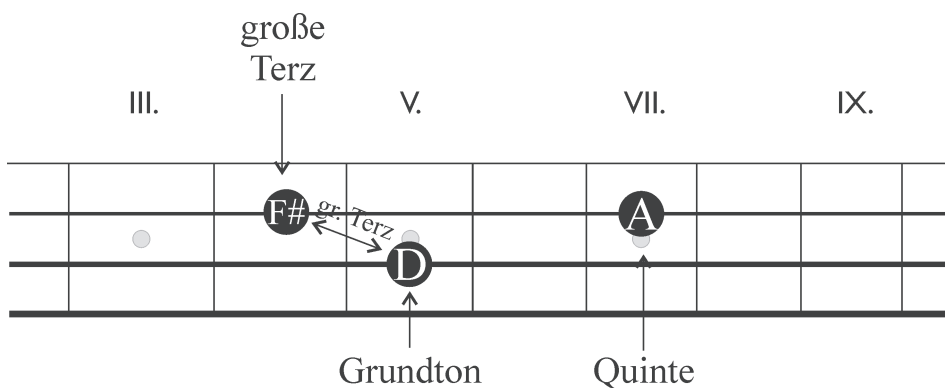 große
Terz
III.
V.
VII.
IX.
F#
gr. Terz
A
D
Grundton
Quinte